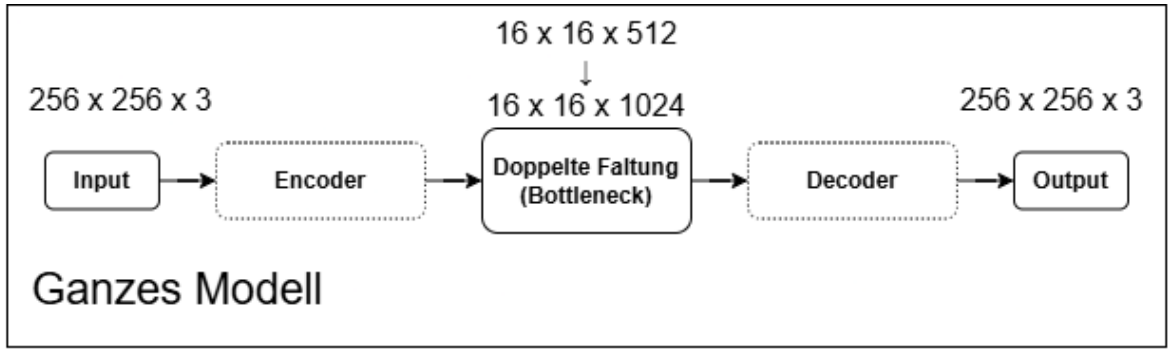 16 x 16 x 512
↓
256 x 256 x 3
16 x 16 x 1024
256 x 256 x 3
Input
Encoder
Doppelte Faltung
(Bottleneck)
Decoder
Output
Ganzes Modell